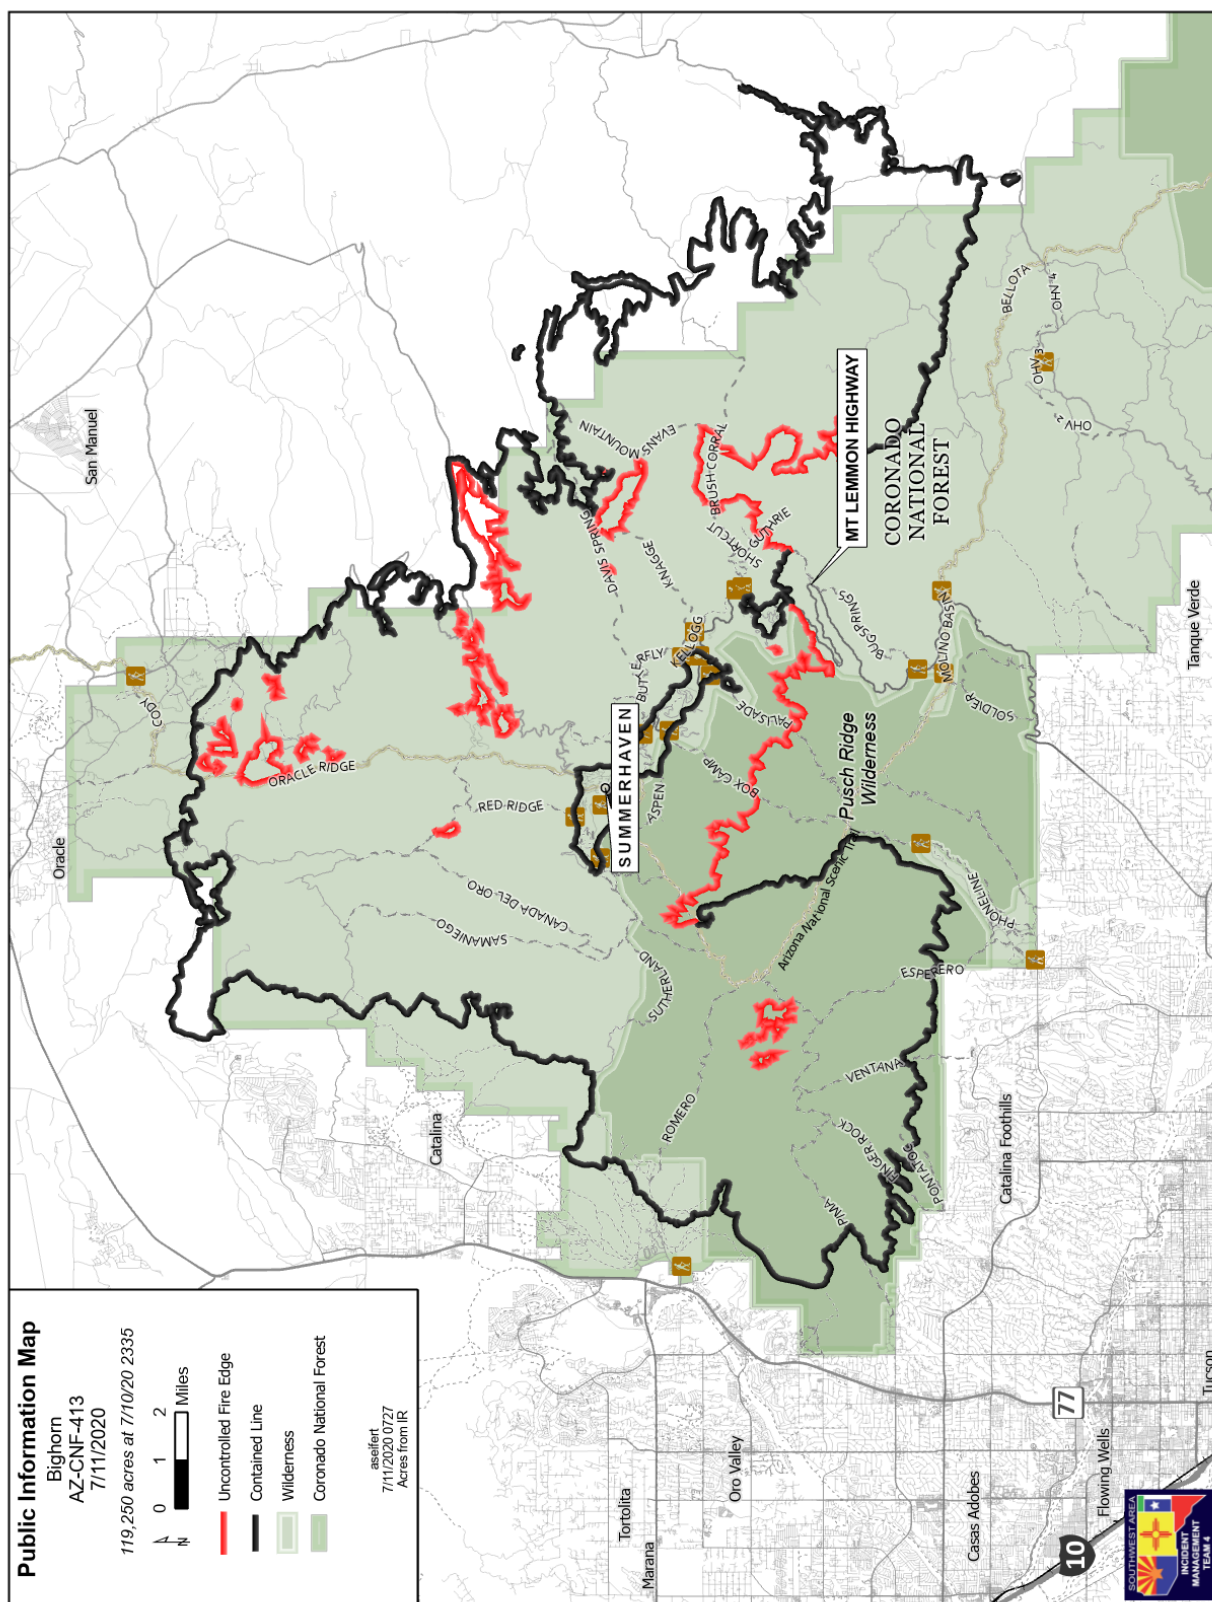 Public Information Map
Bighorn
AZ-CNF-413
7/11/2020
119,250 acres at 7/10/20 2335
0 1 2
Miles
N
Uncontrolled Fire Edge
Contained Line
Wilderness
Coronado National Forest
aseifert
7/11/2020 0727
Acres from IR
San Manuel
Oracle
CODY
ORACLE RIDGE
RED RIDGE
CANADA DEL ORO
SAMANIEGO
SUTHERLAND
Catalina
ROMERO
EVANS MOUNTAIN
DAVIS SPRING
KNAGGE
BRUSH CORRAL
SHORTCUT
GUTHRIE
KELLOGG
SUMMERHAVEN
ASPEN
PALISADE
BOX CAMP
MT LEMMON HIGHWAY
CORONADO
NATIONAL
FOREST
BUG SPRINGS
MOLINO BASIN
SOLDIER
BELLOTA
OHV 4
OHV 3
OHV 2
Tanque Verde
Pusch Ridge
Wilderness
Arizona National Scenic Trail
PHONELINE
ESPERERO
VENTANA
FINGER ROCK
PONTATOC
PIMA
Catalina Foothills
Tortolita
Marana
Oro Valley
Casas Adobes
Flowing Wells
Tucson
77
10
SOUTHWEST AREA
INCIDENT
MANAGEMENT
TEAM 4